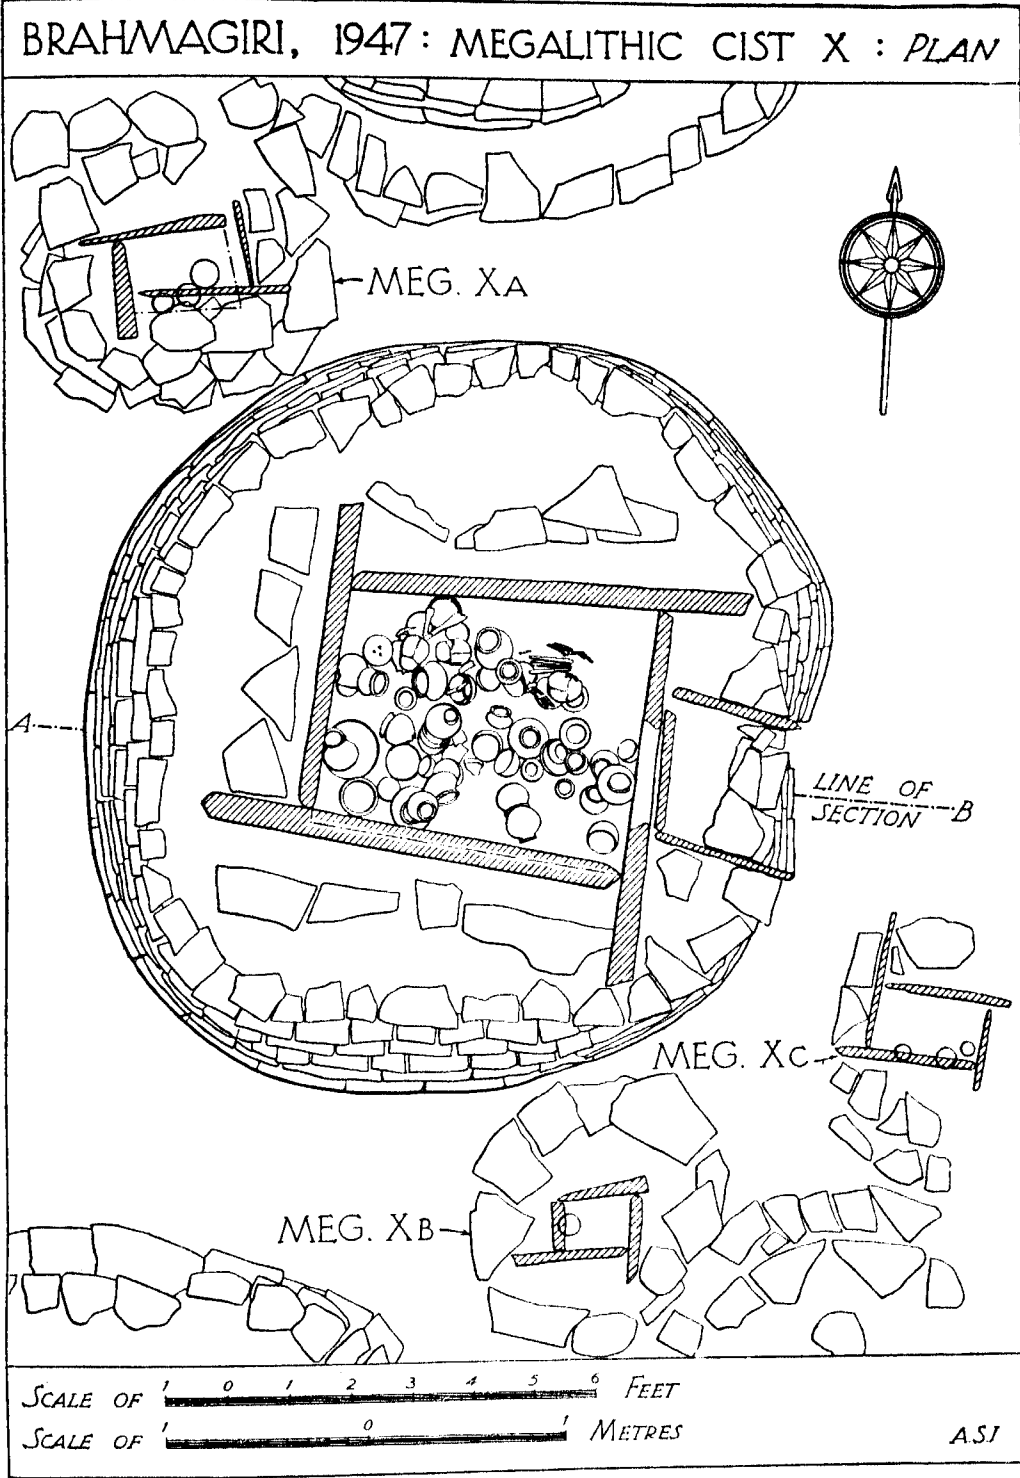 BRAHMAGIRI, 1947: MEGALITHIC CIST X : PLAN
MEG. XA
A
LINE OF
SECTION
B
MEG. XC
MEG. XB
SCALE OF 1 0 1 2 3 4 5 6 FEET
SCALE OF 1 0 1 METRES
A.S.I